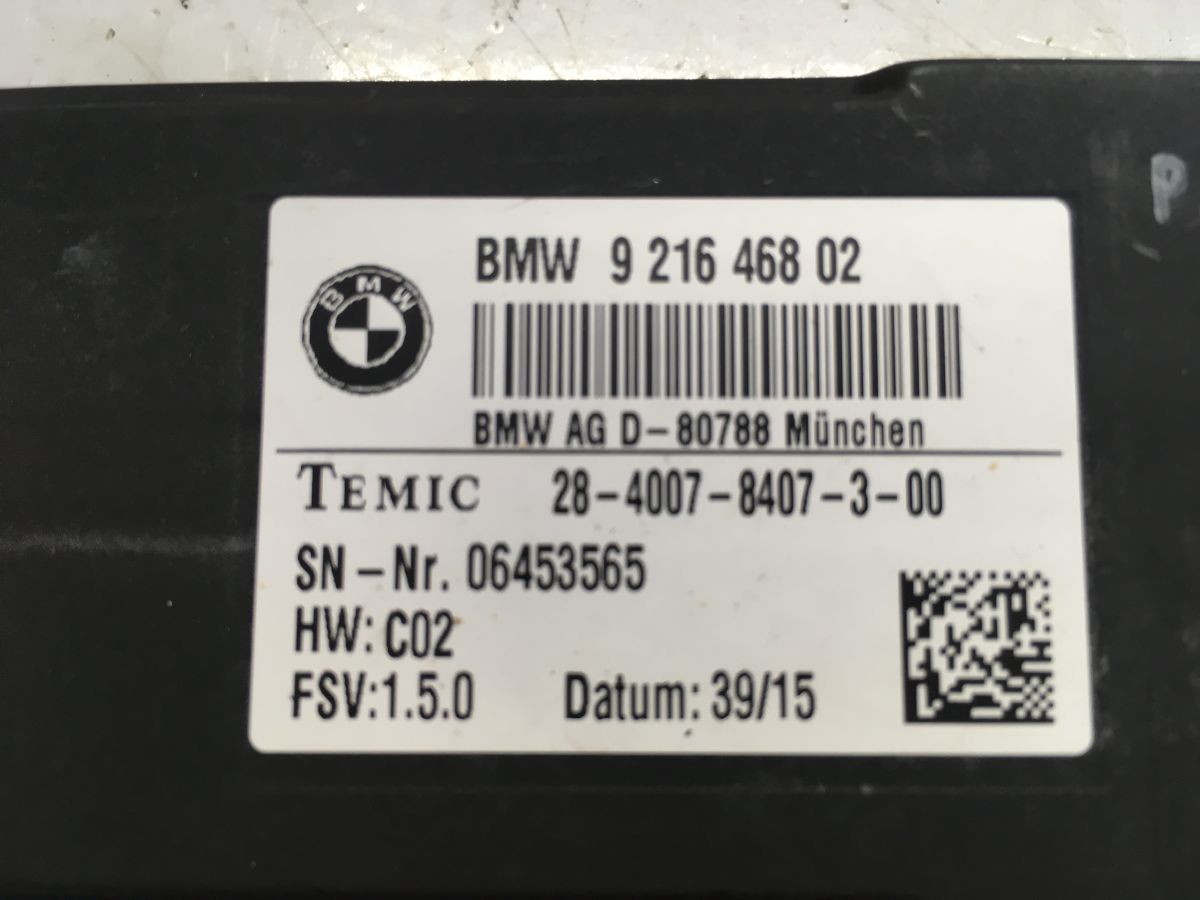 BMW 9 216 468 02
BMW
BMW AG D-80788 München
TEMIC 28-4007-8407-3-00
SN-Nr. 06453565
HW: C02
FSV:1.5.0 Datum: 39/15
P